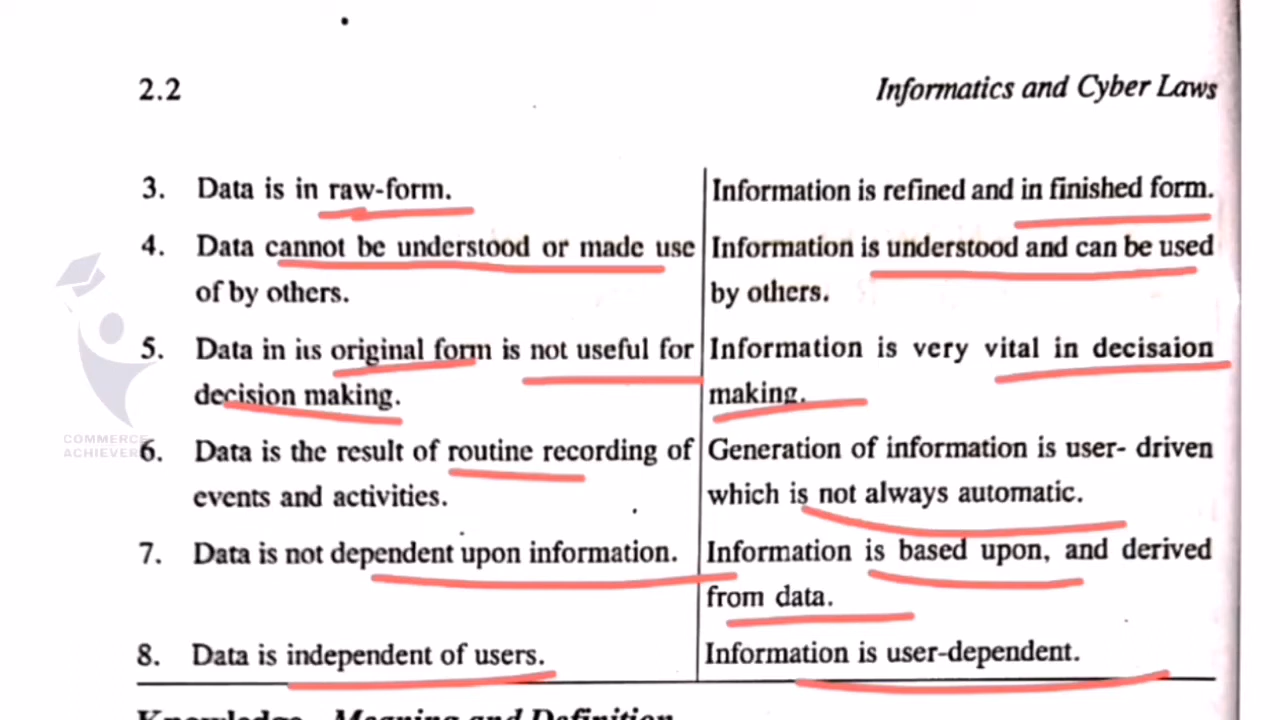 2.2 Informatics and Cyber Laws
3. Data is in raw-form. Information is refined and in finished form.
4. Data cannot be understood or made use Information is understood and can be used
of by others. by others.
5. Data in its original form is not useful for Information is very vital in decisaion
decision making. making.
6. Data is the result of routine recording of Generation of information is user- driven
events and activities. which is not always automatic.
7. Data is not dependent upon information. Information is based upon, and derived
from data.
8. Data is independent of users. Information is user-dependent.
Knowledge Meaning and Definition
COMMERCE
ACHIEVER